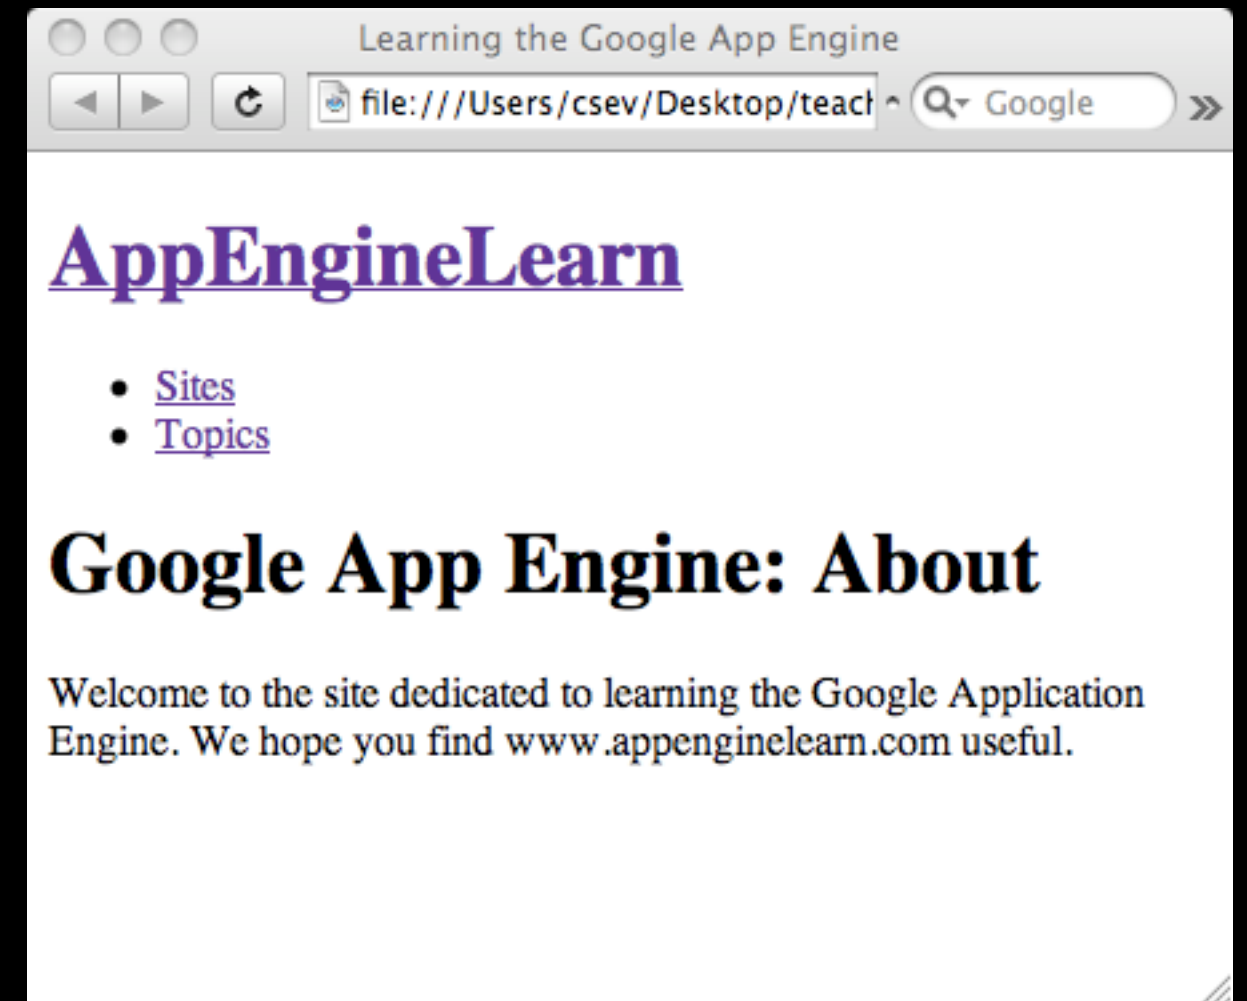 Learning the Google App Engine
file:///Users/csev/Desktop/teach Google
AppEngineLearn
• Sites
• Topics
Google App Engine: About
Welcome to the site dedicated to learning the Google Application
Engine. We hope you find www.appenginelearn.com useful.